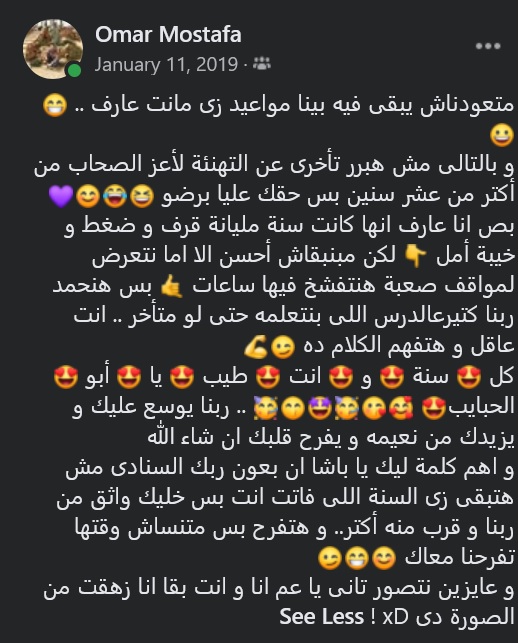 Omar Mostafa
January 11, 2019 ·
متعودناش يبقى فيه بينا مواعيد زى مانت عارف .. 😁
😀
و بالتالى مش هبرر تأخرى عن التهنئة لأعز الصحاب من
أكتر من عشر سنين بس حقك عليا برضو 😆😂😊💜
بص انا عارف انها كانت سنة مليانة قرف و ضغط و
خيبة أمل 👇 لكن مبنبقاش أحسن الا اما نتعرض
لمواقف صعبة هنتفشخ فيها ساعات 🤙 بس هنحمد
ربنا كتيرعالدرس اللى بنتعلمه حتى لو متأخر .. انت
عاقل و هتفهم الكلام ده 😉💪
كل 🤩 سنة 🤩 و 🤩 انت 🤩 طيب 🤩 يا 🤩 أبو 🤩
الحبايب🤩🥰😘🥳🤩😋🥳 .. ربنا يوسع عليك و
يزيدك من نعيمه و يفرح قلبك ان شاء الله
و اهم كلمة ليك يا باشا ان بعون ربك السنادى مش
هتبقى زى السنة اللى فاتت انت بس خليك واثق من
ربنا و قرب منه أكتر.. و هتفرح بس متنساش وقتها
تفرحنا معاك 😊😁😉
و عايزين نتصور تانى يا عم انا و انت بقا انا زهقت من
الصورة دى xD ! See Less